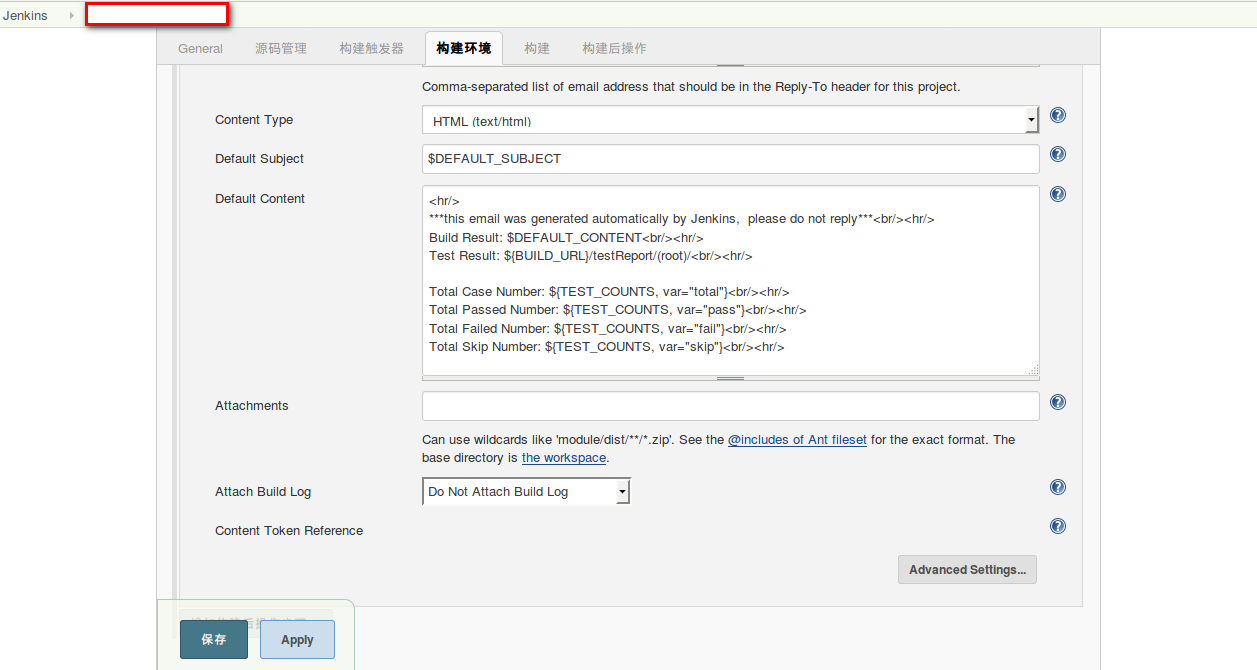 Jenkins
General 源码管理 构建触发器 构建环境 构建 构建后操作
Comma-separated list of email address that should be in the Reply-To header for this project.
Content Type
HTML (text/html)
Default Subject
$DEFAULT_SUBJECT
Default Content
<hr/>
***this email was generated automatically by Jenkins,  please do not reply***<br/><hr/>
Build Result: $DEFAULT_CONTENT<br/><hr/>
Test Result: ${BUILD_URL}/testReport/(root)/<br/><hr/>
Total Case Number: ${TEST_COUNTS, var="total"}<br/><hr/>
Total Passed Number: ${TEST_COUNTS, var="pass"}<br/><hr/>
Total Failed Number: ${TEST_COUNTS, var="fail"}<br/><hr/>
Total Skip Number: ${TEST_COUNTS, var="skip"}<br/><hr/>
Attachments
Can use wildcards like 'module/dist/**/*.zip'. See the @includes of Ant fileset for the exact format. The
base directory is the workspace.
Attach Build Log
Do Not Attach Build Log
Content Token Reference
Advanced Settings...
保存 Apply